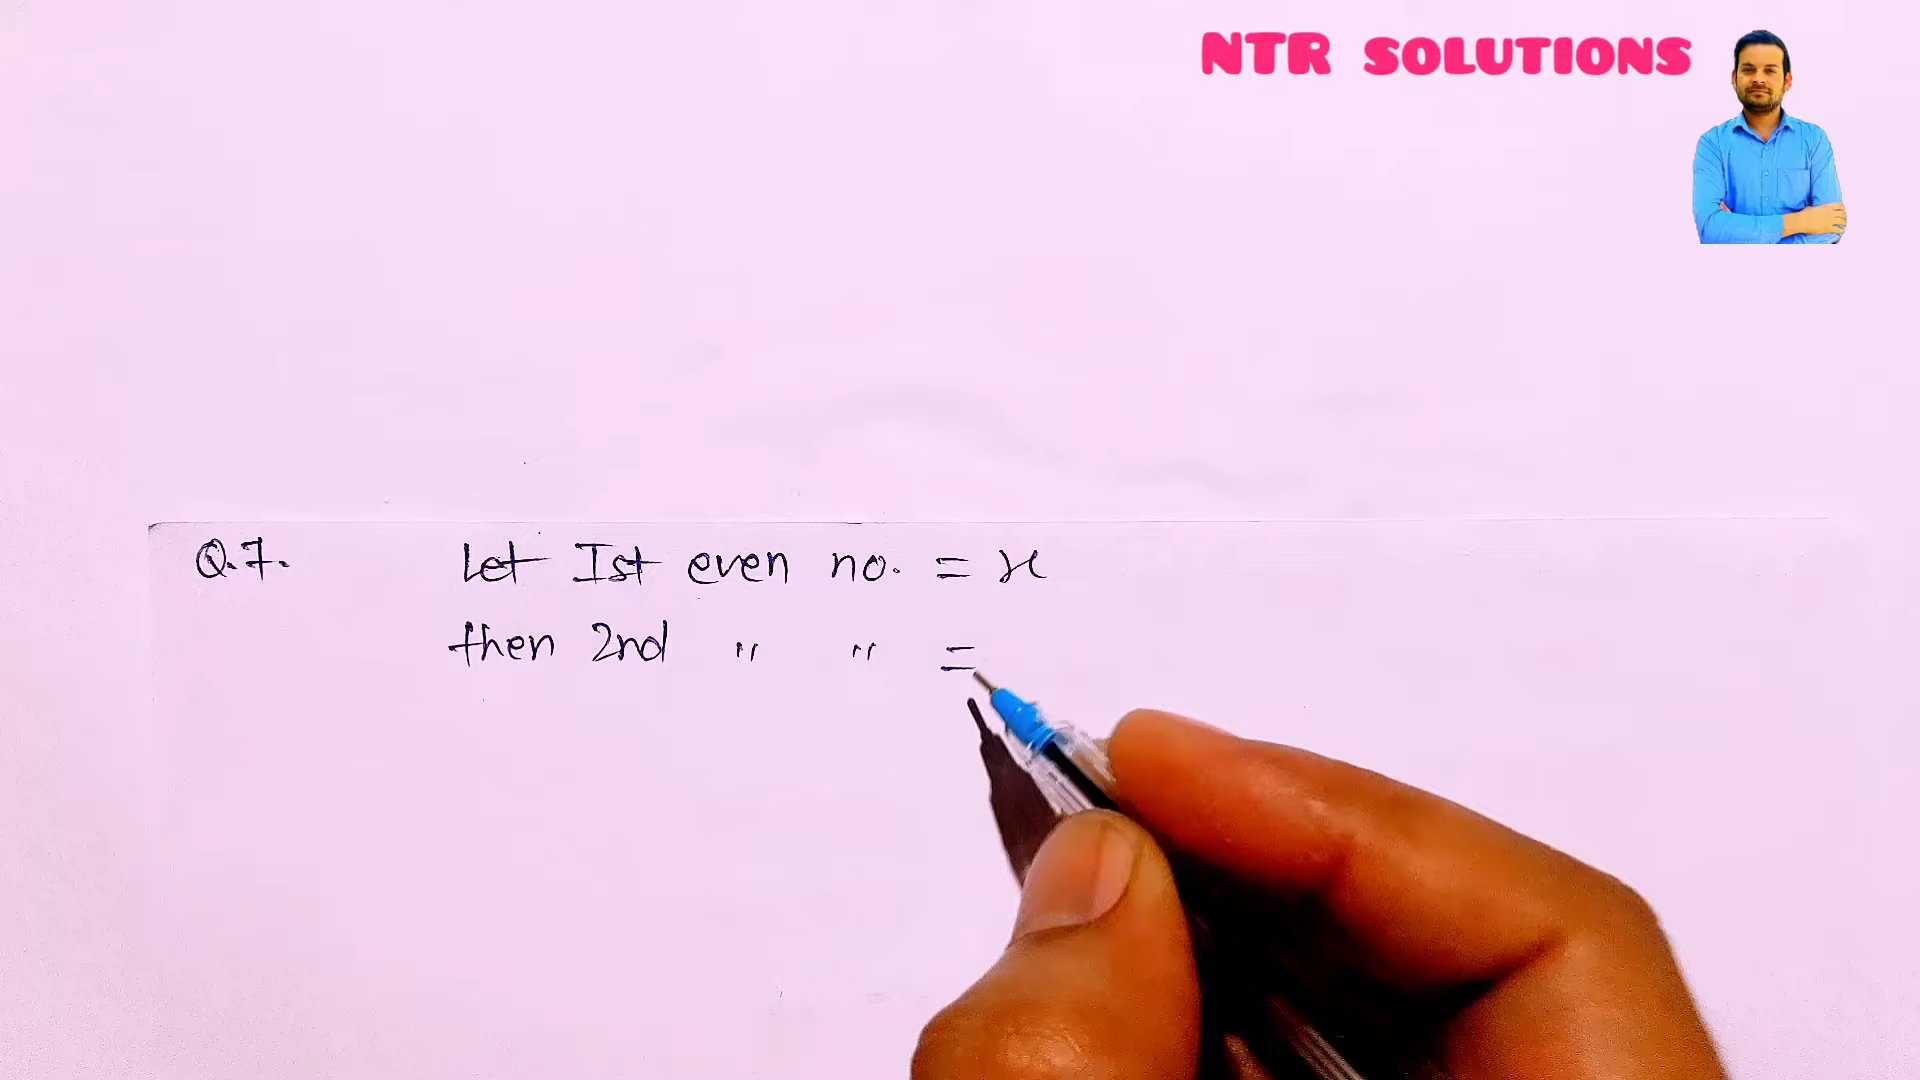 NTR SOLUTIONS
Q.7. Let Ist even no. = x
then 2nd " " =